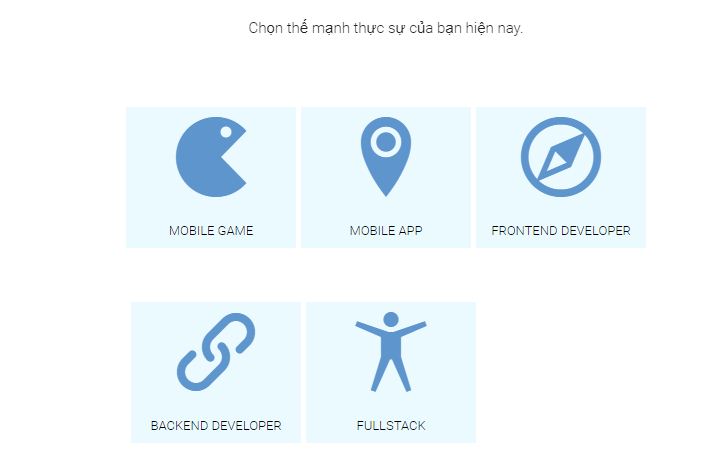 Chọn thế mạnh thực sự của bạn hiện nay.
MOBILE GAME
MOBILE APP
FRONTEND DEVELOPER
BACKEND DEVELOPER
FULLSTACK